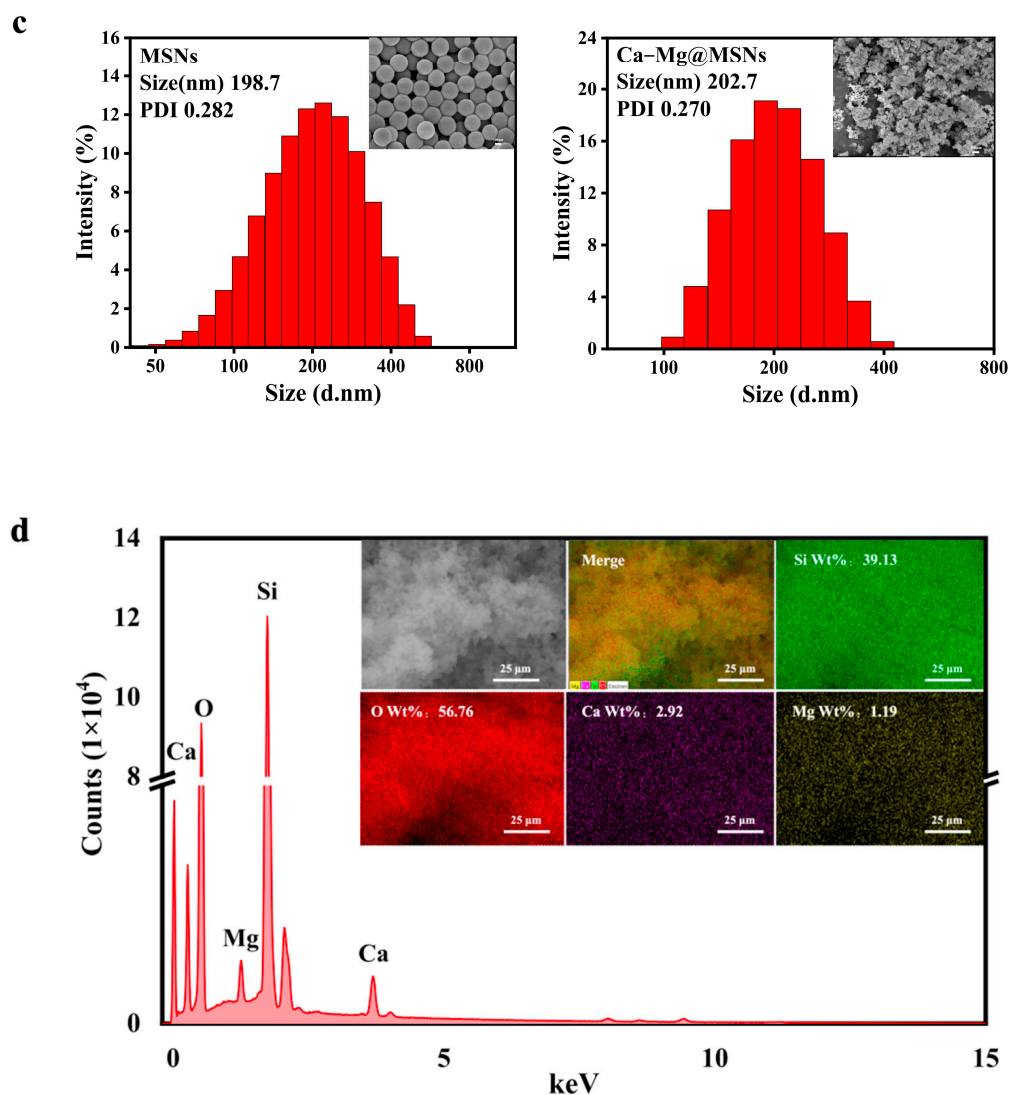 c
MSNs
Size(nm) 198.7
PDI 0.282
Intensity (%)
16
14
12
10
8
6
4
2
0
50
100
200
400
800
Size (d.nm)
Ca−Mg@MSNs
Size(nm) 202.7
PDI 0.270
Intensity (%)
24
20
16
12
8
4
0
100
200
400
800
Size (d.nm)
d
Counts (1×10⁴)
14
12
10
8
0
Ca
O
Si
Mg
Ca
25 μm
Merge
25 μm
Si Wt%：39.13
25 μm
O Wt%：56.76
25 μm
Ca Wt%：2.92
25 μm
Mg Wt%：1.19
25 μm
0
5
10
15
keV